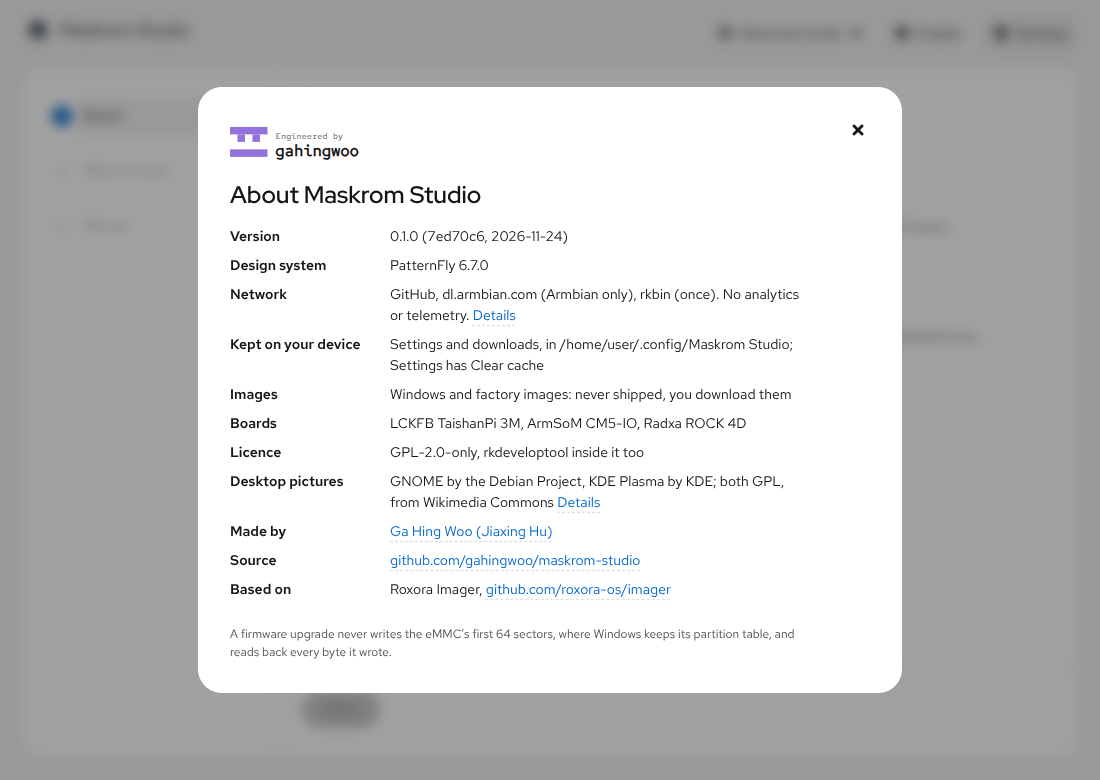 Engineered by
gahingwoo
About Maskrom Studio
Version 0.1.0 (7ed70c6, 2026-11-24)
Design system PatternFly 6.7.0
Network GitHub, dl.armbian.com (Armbian only), rkbin (once). No analytics
or telemetry. Details
Kept on your device Settings and downloads, in /home/user/.config/Maskrom Studio;
Settings has Clear cache
Images Windows and factory images: never shipped, you download them
Boards LCKFB TaishanPi 3M, ArmSoM CM5-IO, Radxa ROCK 4D
Licence GPL-2.0-only, rkdeveloptool inside it too
Desktop pictures GNOME by the Debian Project, KDE Plasma by KDE; both GPL,
from Wikimedia Commons Details
Made by Ga Hing Woo (Jiaxing Hu)
Source github.com/gahingwoo/maskrom-studio
Based on Roxora Imager, github.com/roxora-os/imager
A firmware upgrade never writes the eMMC's first 64 sectors, where Windows keeps its partition table, and
reads back every byte it wrote.